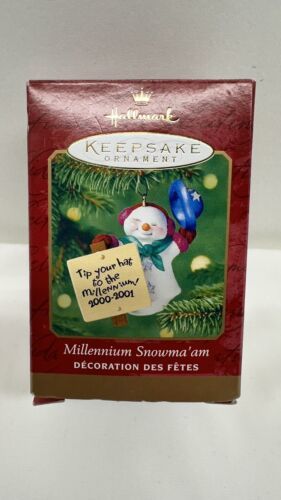 Hallmark
KEEPSAKE
ORNAMENT
Tip your hat
to the
Millennium!
2000-2001
Millennium Snowma'am
DÉCORATION DES FÊTES